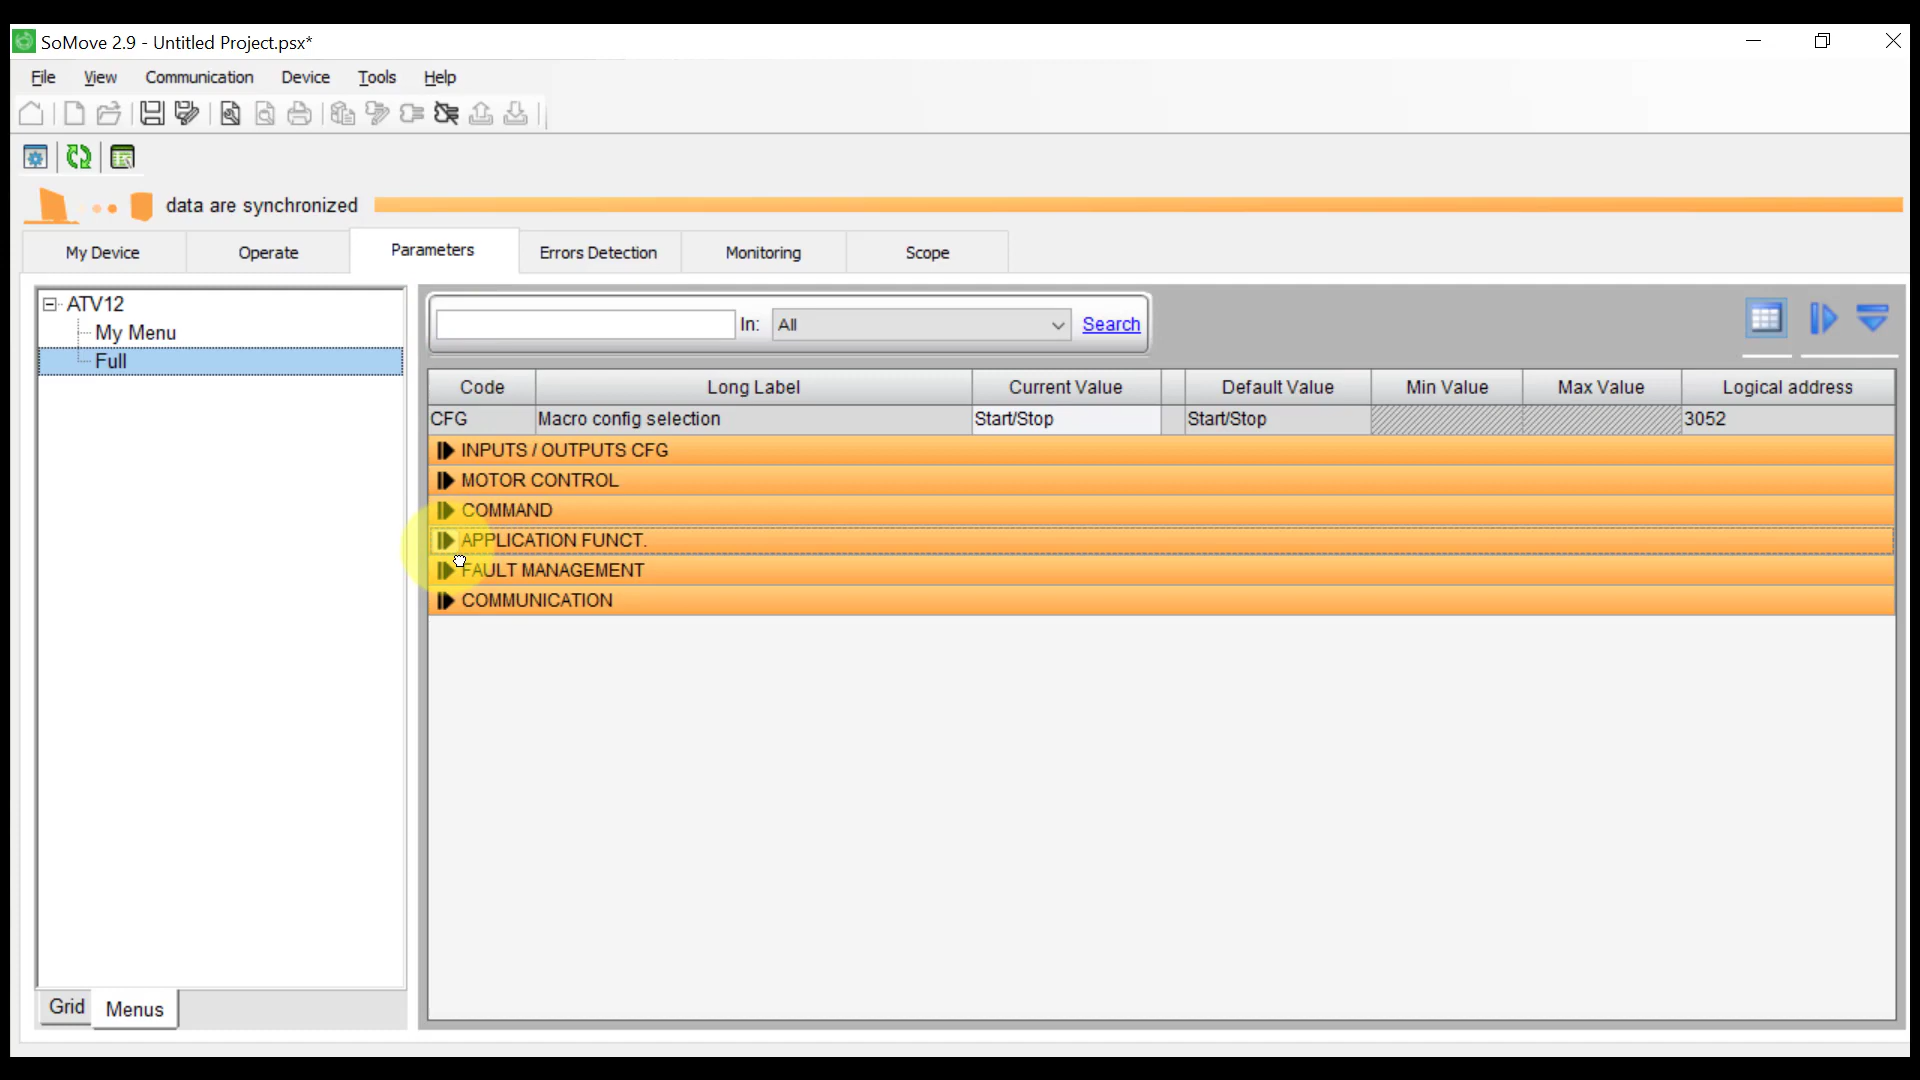 SoMove 2.9 - Untitled Project.psx*
File View Communication Device Tools Help
data are synchronized
My Device Operate Parameters Errors Detection Monitoring Scope
ATV12
My Menu
Full
In: All Search
Code Long Label Current Value Default Value Min Value Max Value Logical address
CFG Macro config selection Start/Stop Start/Stop 3052
INPUTS / OUTPUTS CFG
MOTOR CONTROL
COMMAND
APPLICATION FUNCT.
FAULT MANAGEMENT
COMMUNICATION
Grid Menus